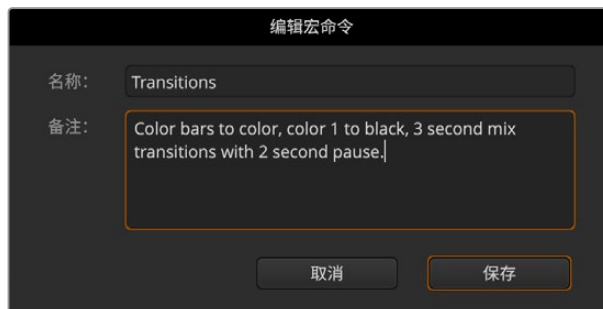 编辑宏命令
名称： Transitions
备注： Color bars to color, color 1 to black, 3 second mix
transitions with 2 second pause.
取消 保存